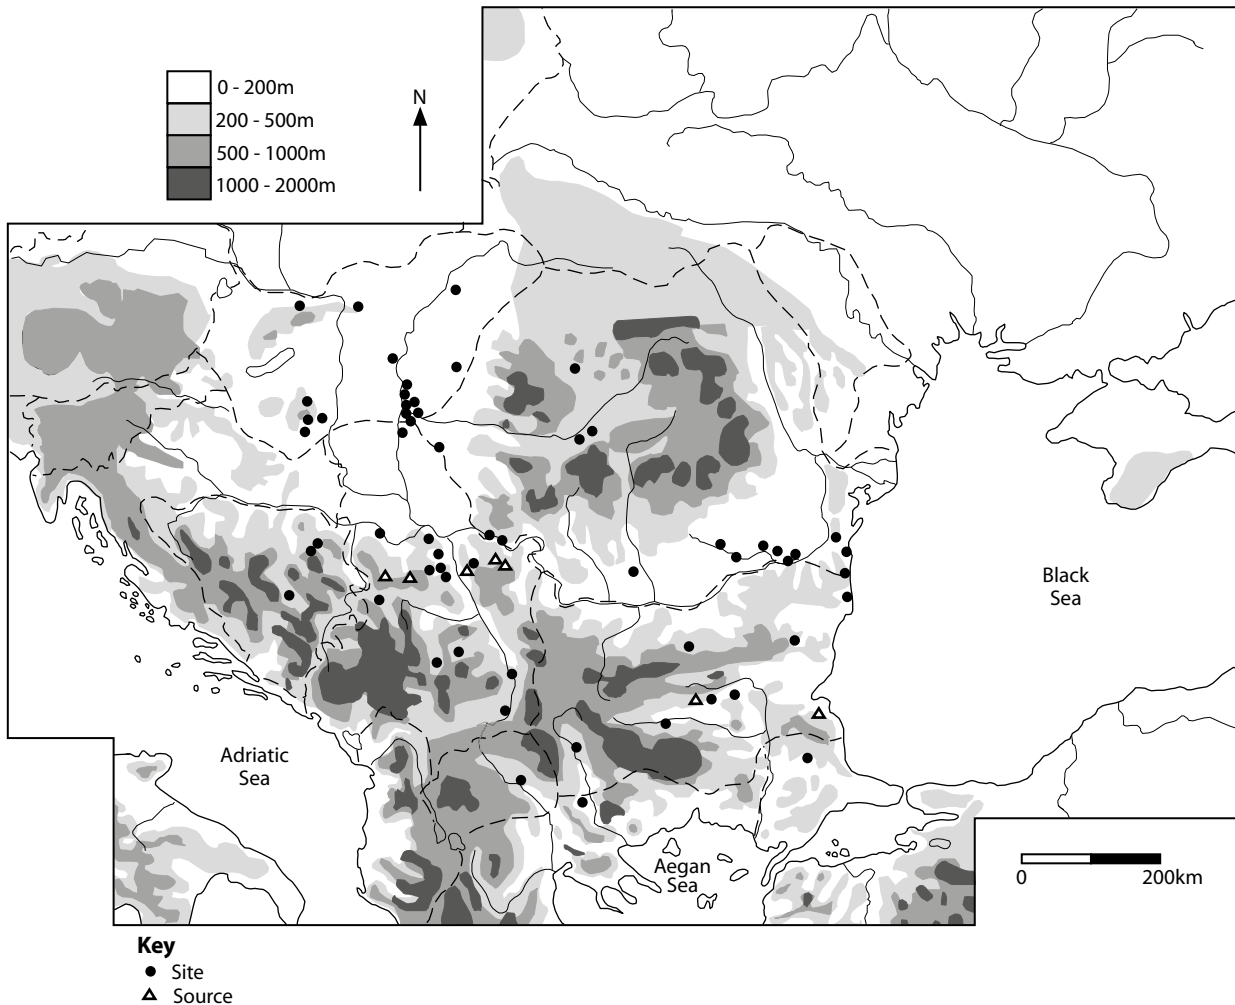 0 - 200m
200 - 500m
500 - 1000m
1000 - 2000m
N
Black
Sea
Adriatic
Sea
Aegan
Sea
0
200km
Key
Site
Source